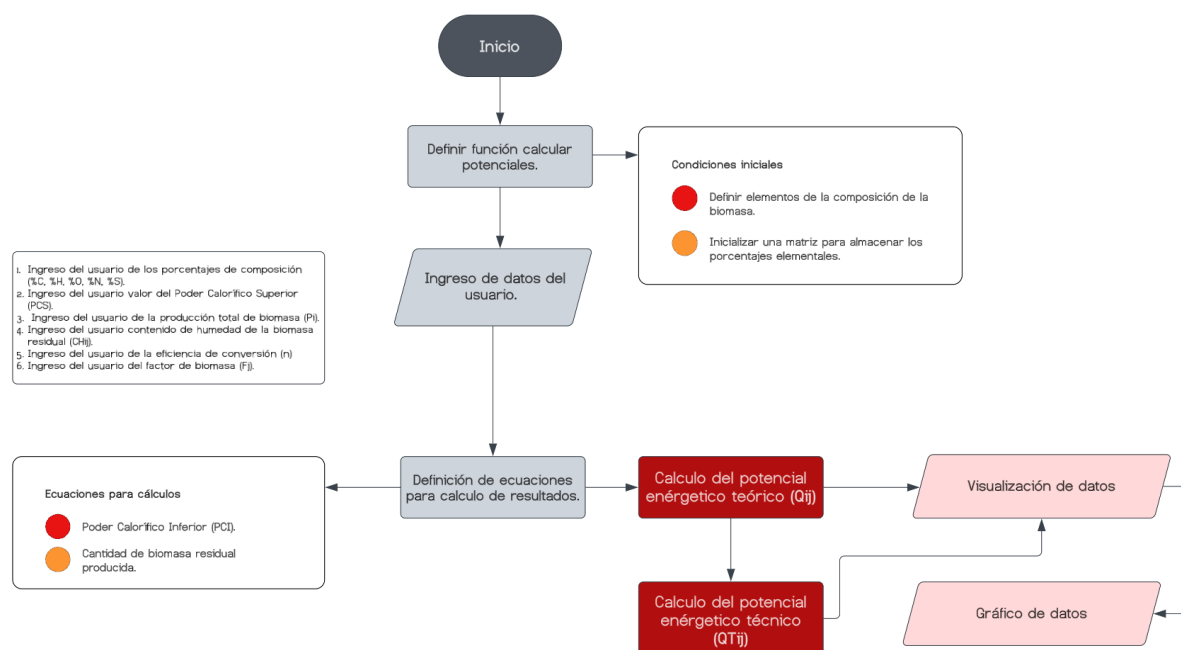 Inicio
Definir función calcular
potenciales.
Condiciones iniciales
Definir elementos de la composición de la
biomasa.
Inicializar una matriz para almacenar los
porcentajes elementales.
Ingreso de datos del
usuario.
1. Ingreso del usuario de los porcentajes de composición
(%C, %H, %O, %N, %S).
2. Ingreso del usuario valor del Poder Calorífico Superior
(PCS).
3. Ingreso del usuario de la producción total de biomasa (Pi).
4. Ingreso del usuario contenido de humedad de la biomasa
residual (CHij).
5. Ingreso del usuario de la eficiencia de conversión (n)
6. Ingreso del usuario del factor de biomasa (Fj).
Ecuaciones para cálculos
Poder Calorífico Inferior (PCI).
Cantidad de biomasa residual
producida.
Definición de ecuaciones
para calculo de resultados.
Calculo del potencial
enérgetico teórico (Qij)
Visualización de datos
Calculo del potencial
enérgetico técnico
(QTij)
Gráfico de datos